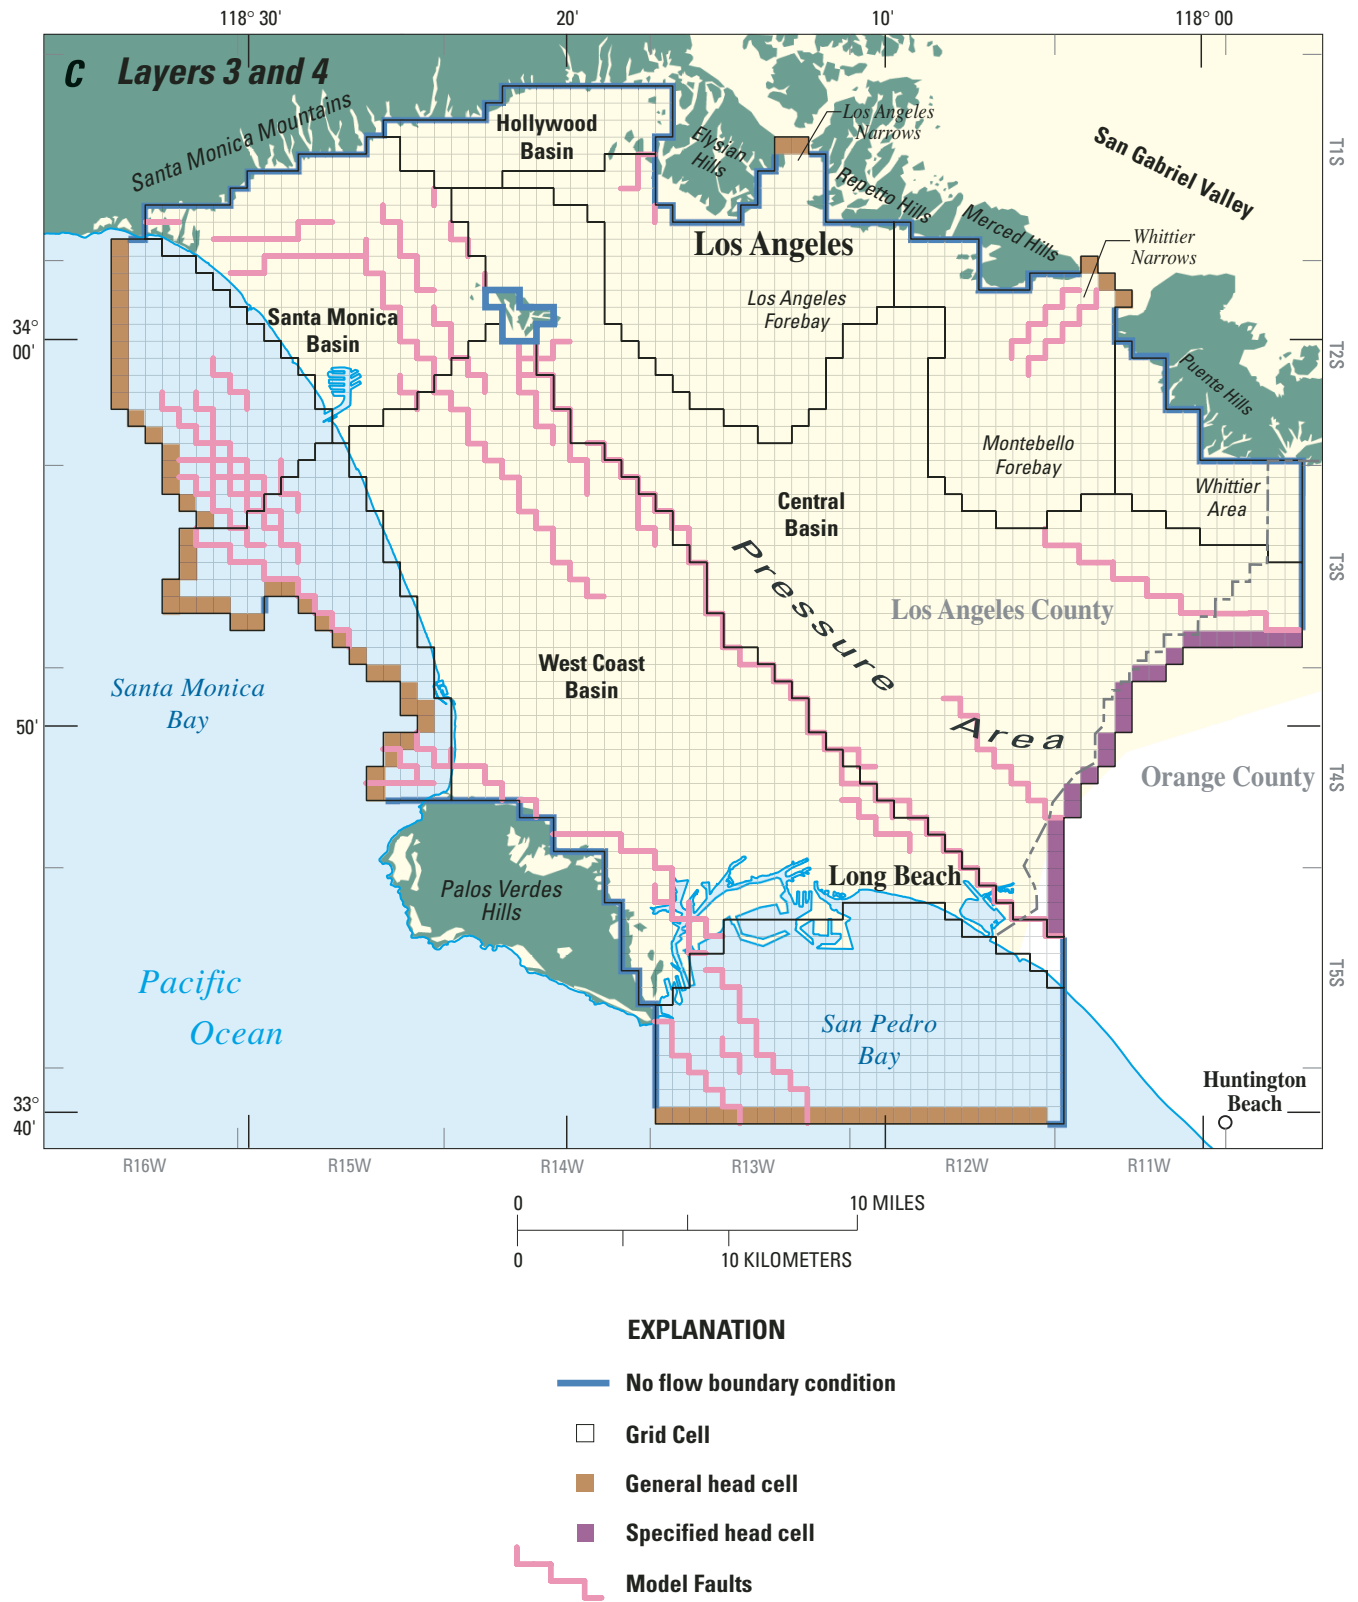 118° 30'
20'
10'
118° 00
C Layers 3 and 4
Santa Monica Mountains
Hollywood
Basin
Elysian
Hills
Los Angeles
Narrows
San Gabriel Valley
Repetto Hills
Merced Hills
Whittier
Narrows
Los Angeles
Los Angeles
Forebay
Santa Monica
Basin
Puente Hills
Montebello
Forebay
Whittier
Area
Central
Basin
Pressure
Area
Los Angeles County
West Coast
Basin
Santa Monica
Bay
Orange County
Long Beach
Palos Verdes
Hills
Pacific
Ocean
San Pedro
Bay
Huntington
Beach
34°
00'
50'
33°
40'
T1S
T2S
T3S
T4S
T5S
R16W
R15W
R14W
R13W
R12W
R11W
0
10 MILES
0
10 KILOMETERS
EXPLANATION
No flow boundary condition
Grid Cell
General head cell
Specified head cell
Model Faults